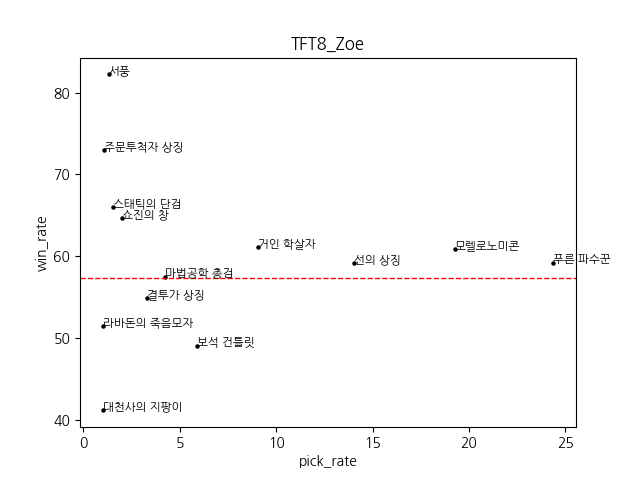 TFT8_Zoe
win_rate
80
70
60
50
40
서풍
주문투척자 상징
스태틱의 단검
쇼진의 창
거인 학살자
모렐로노미콘
선의 상징
푸른 파수꾼
마법공학 총검
결투가 상징
라바돈의 죽음모자
보석 건틀릿
대천사의 지팡이
0 5 10 15 20 25
pick_rate